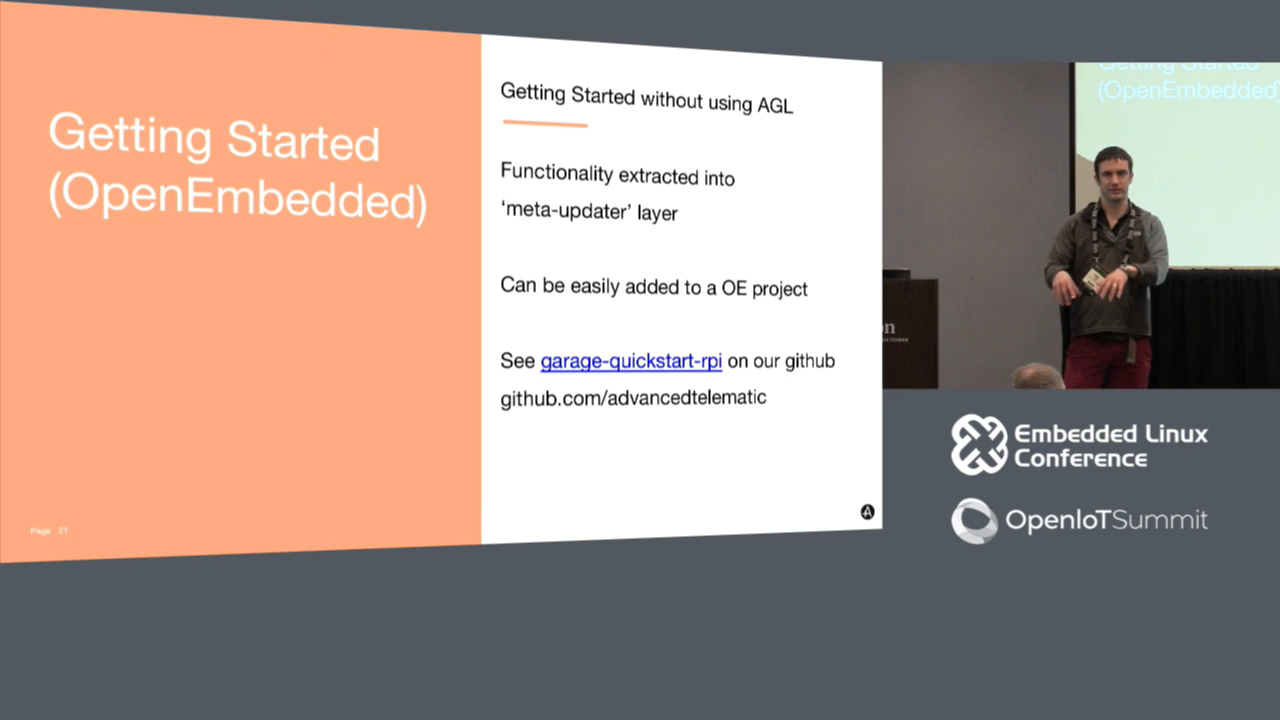 Getting Started
(OpenEmbedded)
Page 21
Getting Started without using AGL
Functionality extracted into
‘meta-updater’ layer
Can be easily added to a OE project
See garage-quickstart-rpi on our github
github.com/advancedtelematic
A
Getting Started
(OpenEmbedded)
on
Embedded Linux
Conference
OpenIoTSummit